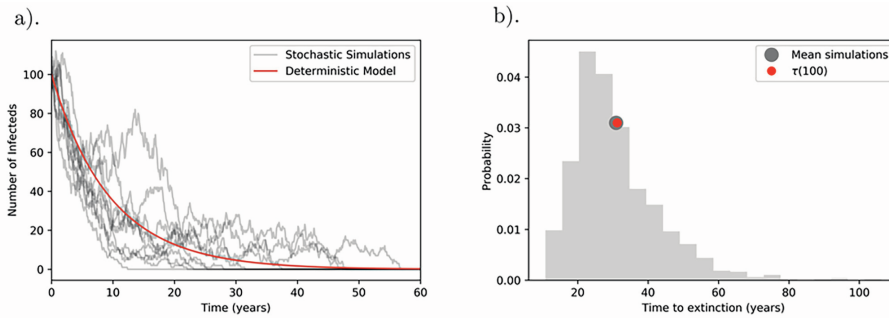 a).
Stochastic Simulations
Deterministic Model
Number of Infecteds
100
80
60
40
20
0
0 10 20 30 40 50 60
Time (years)
b).
Mean simulations
τ(100)
Probability
0.04
0.03
0.02
0.01
0.00
20 40 60 80 100
Time to extinction (years)